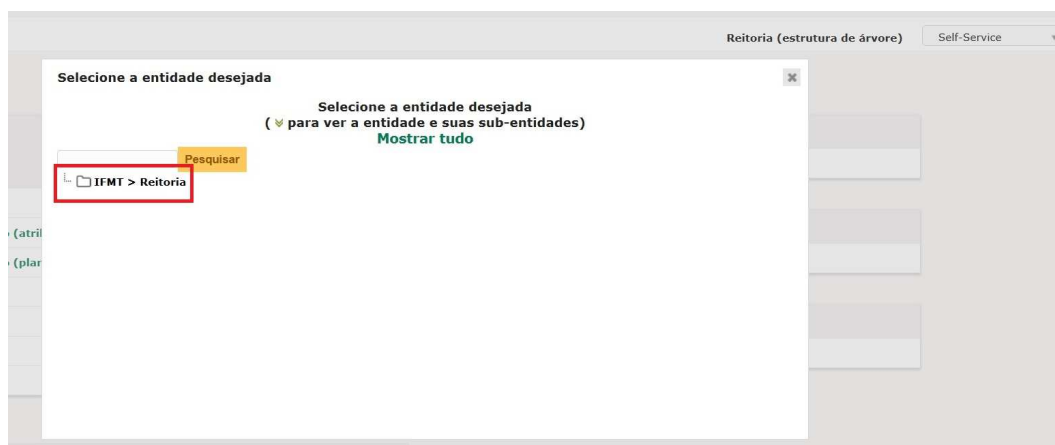 Reitoria (estrutura de árvore) Self-Service
Selecione a entidade desejada
Selecione a entidade desejada
( para ver a entidade e suas sub-entidades)
Mostrar tudo
Pesquisar
IFMT > Reitoria